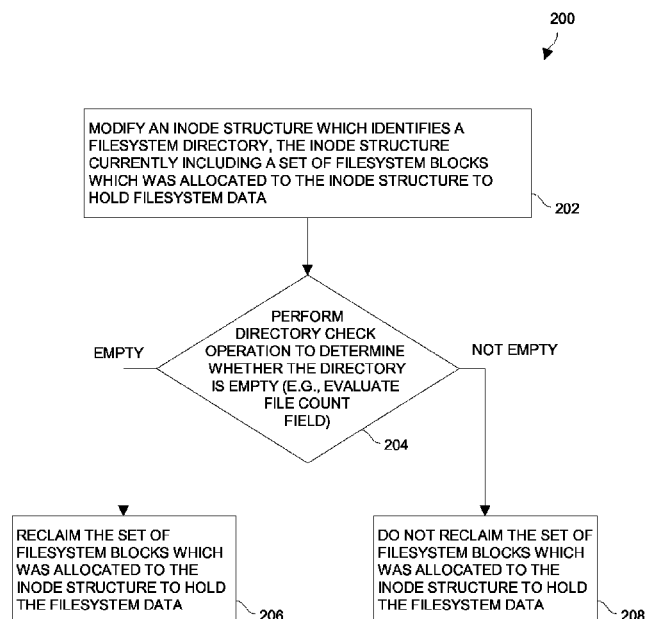 200
MODIFY AN INODE STRUCTURE WHICH IDENTIFIES A
FILESYSTEM DIRECTORY, THE INODE STRUCTURE
CURRENTLY INCLUDING A SET OF FILESYSTEM BLOCKS
WHICH WAS ALLOCATED TO THE INODE STRUCTURE TO
HOLD FILESYSTEM DATA
202
PERFORM
DIRECTORY CHECK
OPERATION TO DETERMINE
WHETHER THE DIRECTORY
IS EMPTY (E.G., EVALUATE
FILE COUNT
FIELD)
EMPTY
NOT EMPTY
204
RECLAIM THE SET OF
FILESYSTEM BLOCKS WHICH
WAS ALLOCATED TO THE
INODE STRUCTURE TO HOLD
THE FILESYSTEM DATA
206
DO NOT RECLAIM THE SET OF
FILESYSTEM BLOCKS WHICH
WAS ALLOCATED TO THE
INODE STRUCTURE TO HOLD
THE FILESYSTEM DATA
208